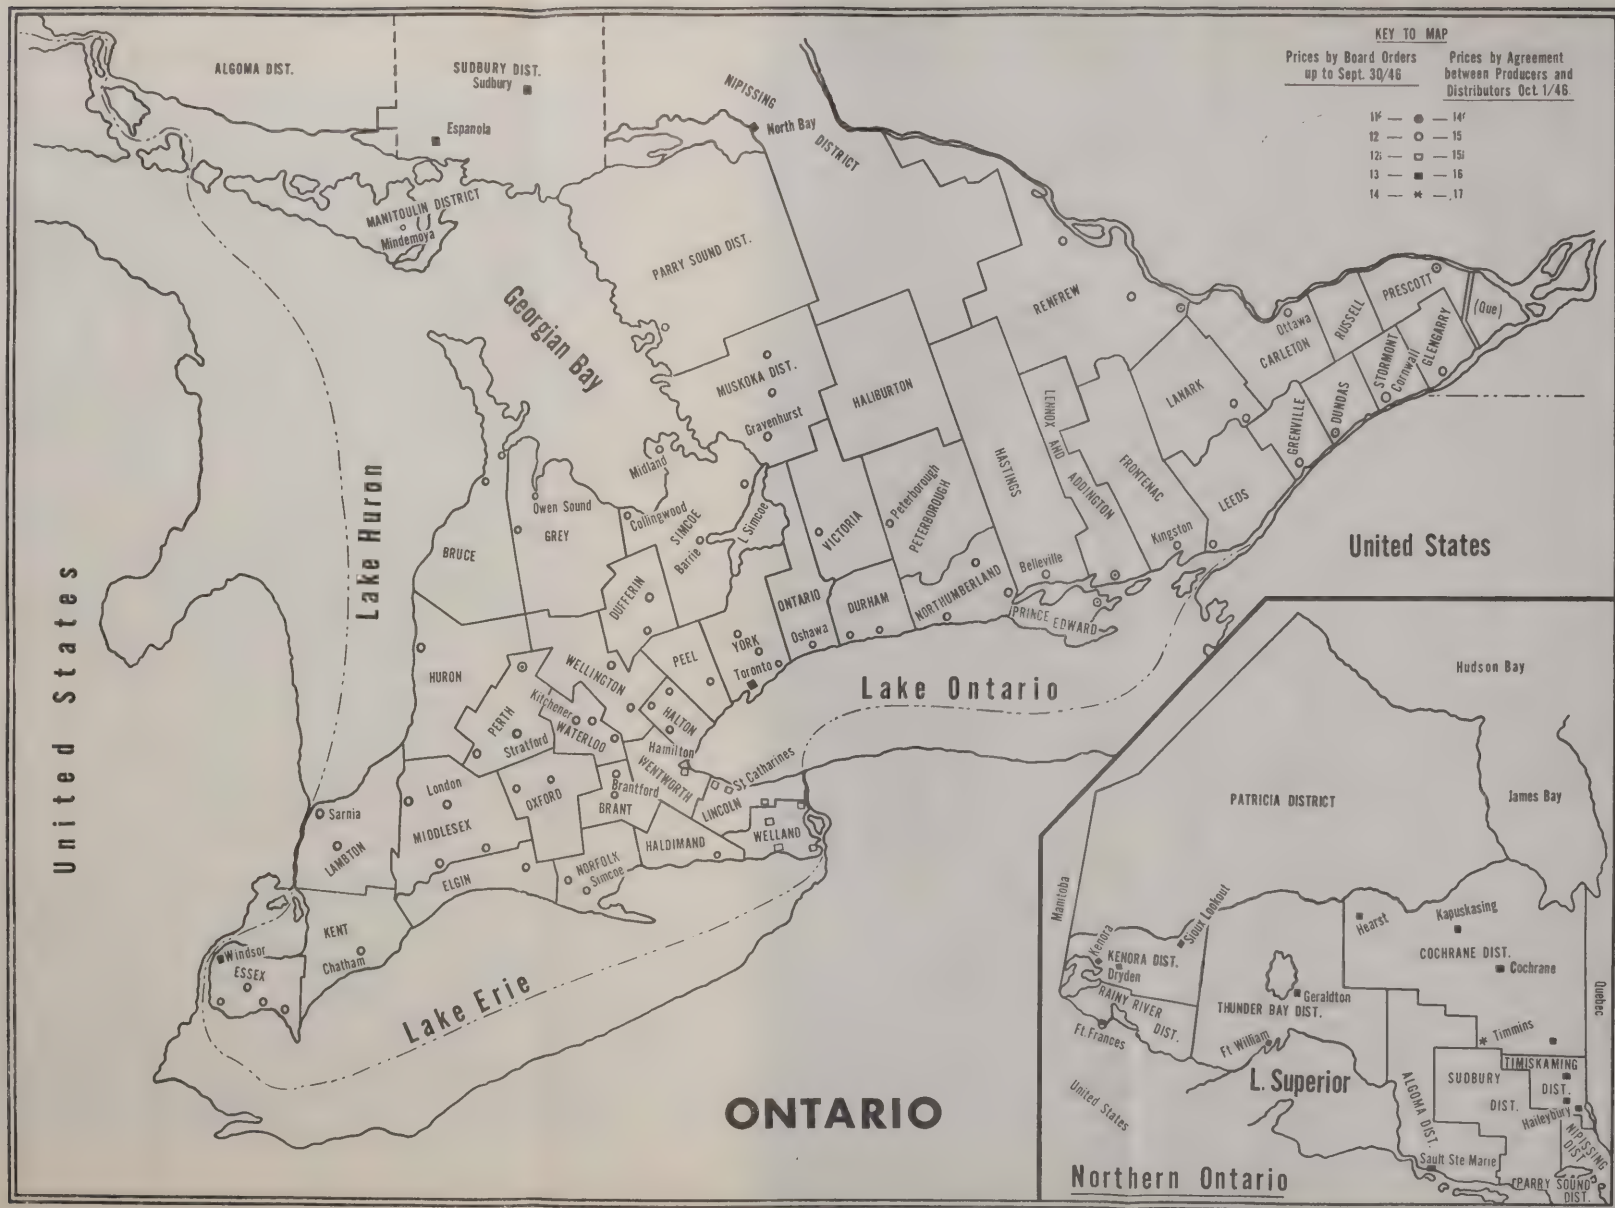 KEY TO MAP
Prices by Board Orders
up to Sept. 30/46
Prices by Agreement
between Producers and
Distributors Oct. 1/46
12 — — 15
13 — — 16
14 — * — 17
ALGOMA DIST.
SUDBURY DIST.
Sudbury
Espanola
NIPISSING
DISTRICT
North Bay
MANITOULIN DISTRICT
Mindemoya
PARRY SOUND DIST.
Georgian Bay
RENFREW
Ottawa
CARLETON
RUSSELL
PRESCOTT
(Que)
GLENGARRY
STORMONT
Cornwall
DUNDAS
GRENVILLE
LANARK
LEEDS
MUSKOKA DIST.
Gravenhurst
HALIBURTON
HASTINGS
LENNOX AND ADDINGTON
FRONTENAC
Kingston
Lake Huron
Midland
Owen Sound
Collingwood
GREY
BRUCE
SIMCOE
Barrie
L. Simcoe
VICTORIA
Peterborough
PETERBOROUGH
Belleville
DUFFERIN
ONTARIO
Oshawa
DURHAM
NORTHUMBERLAND
PRINCE EDWARD
United States
United States
HURON
WELLINGTON
PEEL
YORK
Toronto
Lake Ontario
PERTH
Stratford
Kitchener
WATERLOO
HALTON
Hamilton
WENTWORTH
St Catharines
LINCOLN
WELLAND
London
MIDDLESEX
OXFORD
Brantford
BRANT
HALDIMAND
Sarnia
LAMBTON
ELGIN
NORFOLK
Simcoe
KENT
Chatham
Windsor
ESSEX
Lake Erie
ONTARIO
Hudson Bay
James Bay
PATRICIA DISTRICT
Manitoba
Kenora
Sioux Lookout
KENORA DIST.
Dryden
RAINY RIVER
DIST.
Ft. Frances
Hearst
Kapuskasing
COCHRANE DIST.
Cochrane
Geraldton
THUNDER BAY DIST.
Ft William
Quebec
Timmins
TIMISKAMING
DIST.
SUDBURY
DIST.
Haileybury
L. Superior
United States
ALGOMA DIST.
NIPISSING
DIST
Sault Ste Marie
PARRY SOUND
DIST.
Northern Ontario